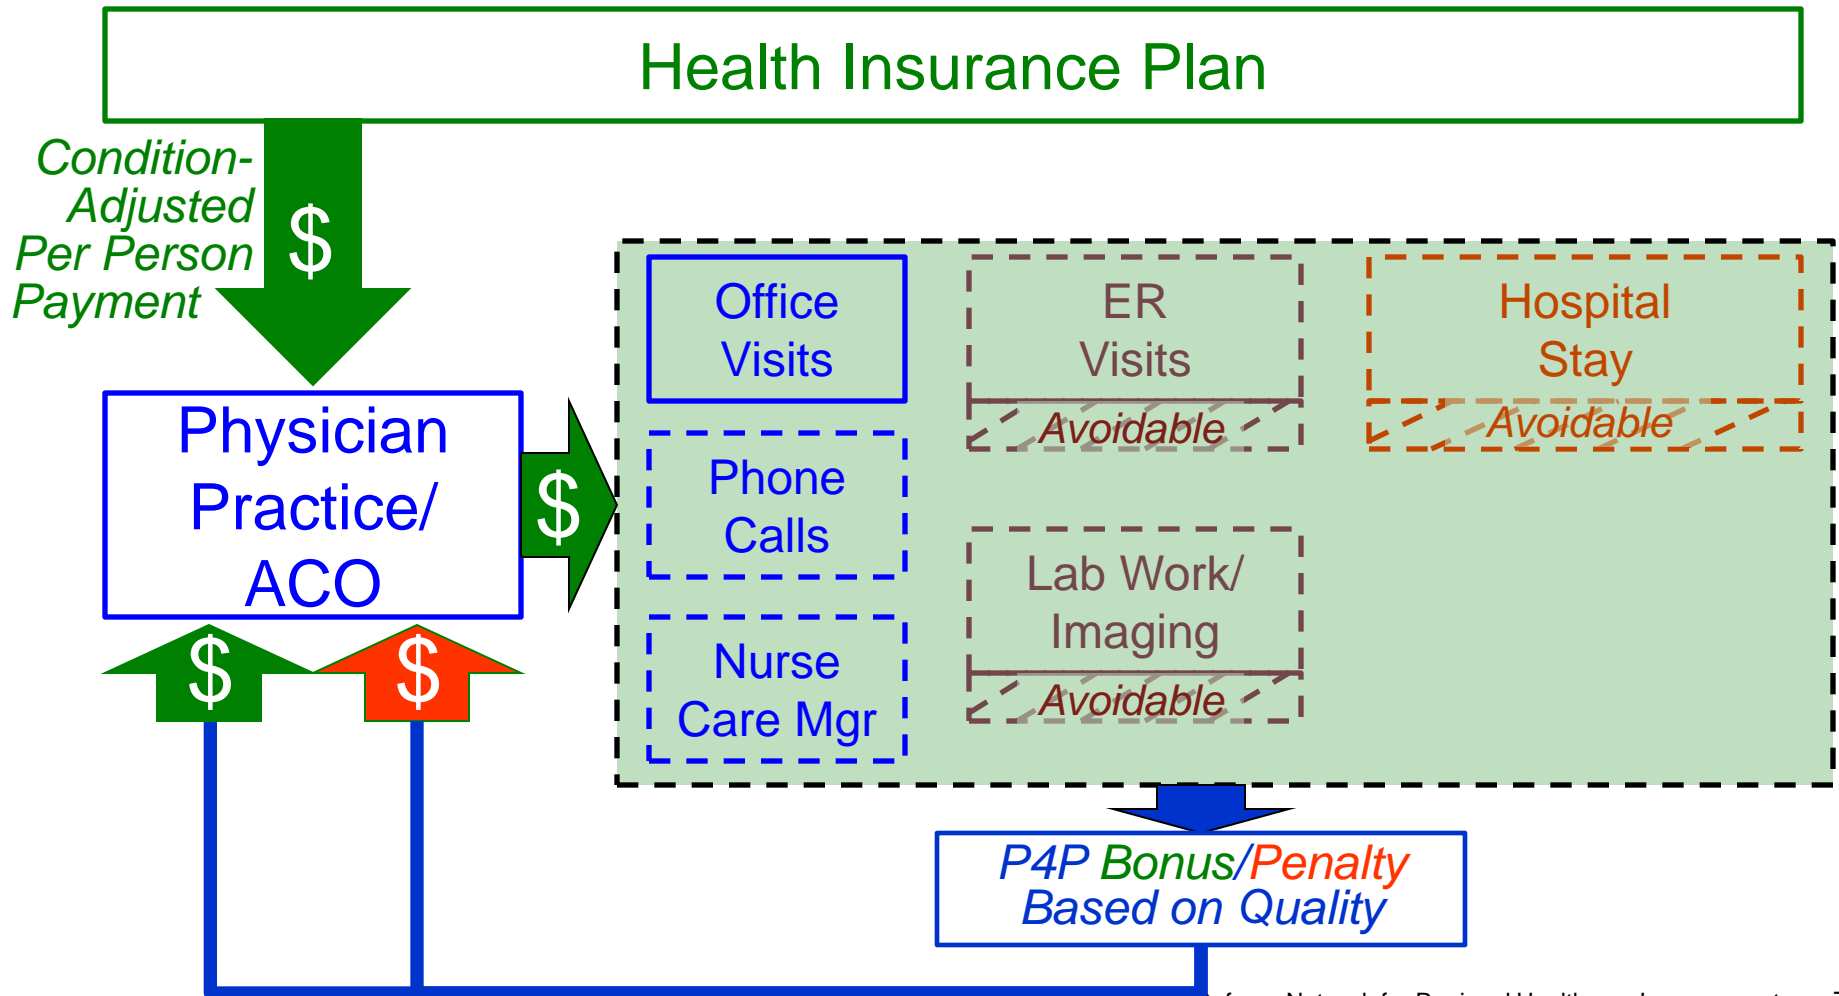 Health Insurance Plan
Condition-
Adjusted
Per Person
Payment
$
Physician
Practice/
ACO
$
$
$
Office
Visits
Phone
Calls
Nurse
Care Mgr
ER
Visits
Avoidable
Lab Work/
Imaging
Avoidable
Hospital
Stay
Avoidable
P4P Bonus/Penalty
Based on Quality